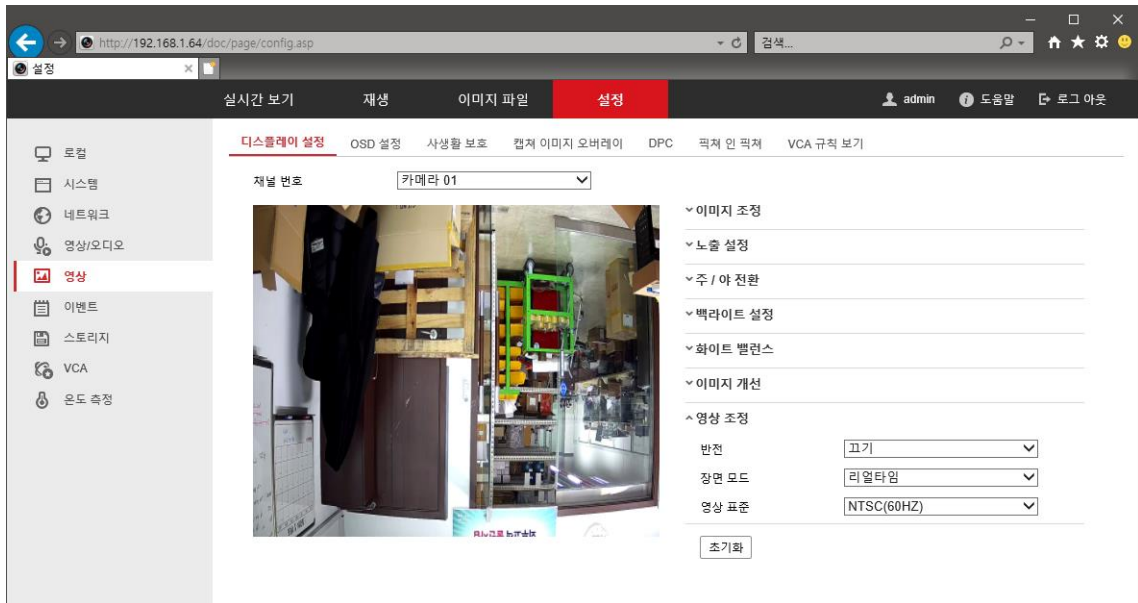 http://192.168.1.64/doc/page/config.asp
검색...
설정
실시간 보기 재생 이미지 파일 설정 admin 도움말 로그 아웃
디스플레이 설정 OSD 설정 사생활 보호 캡쳐 이미지 오버레이 DPC 픽쳐 인 픽쳐 VCA 규칙 보기
로컬
시스템
네트워크
영상/오디오
영상
이벤트
스토리지
VCA
온도 측정
채널 번호 카메라 01
이미지 조정
노출 설정
주 / 야 전환
백라이트 설정
화이트 밸런스
이미지 개선
영상 조정
반전 끄기
장면 모드 리얼타임
영상 표준 NTSC(60HZ)
초기화